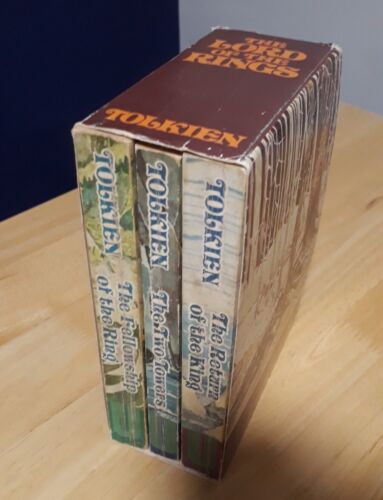 THE
LORD
OF THE
RINGS
TOLKIEN
TOLKIEN
The Fellowship
of the Ring
TOLKIEN
The Two Towers
TOLKIEN
The Return
of the King